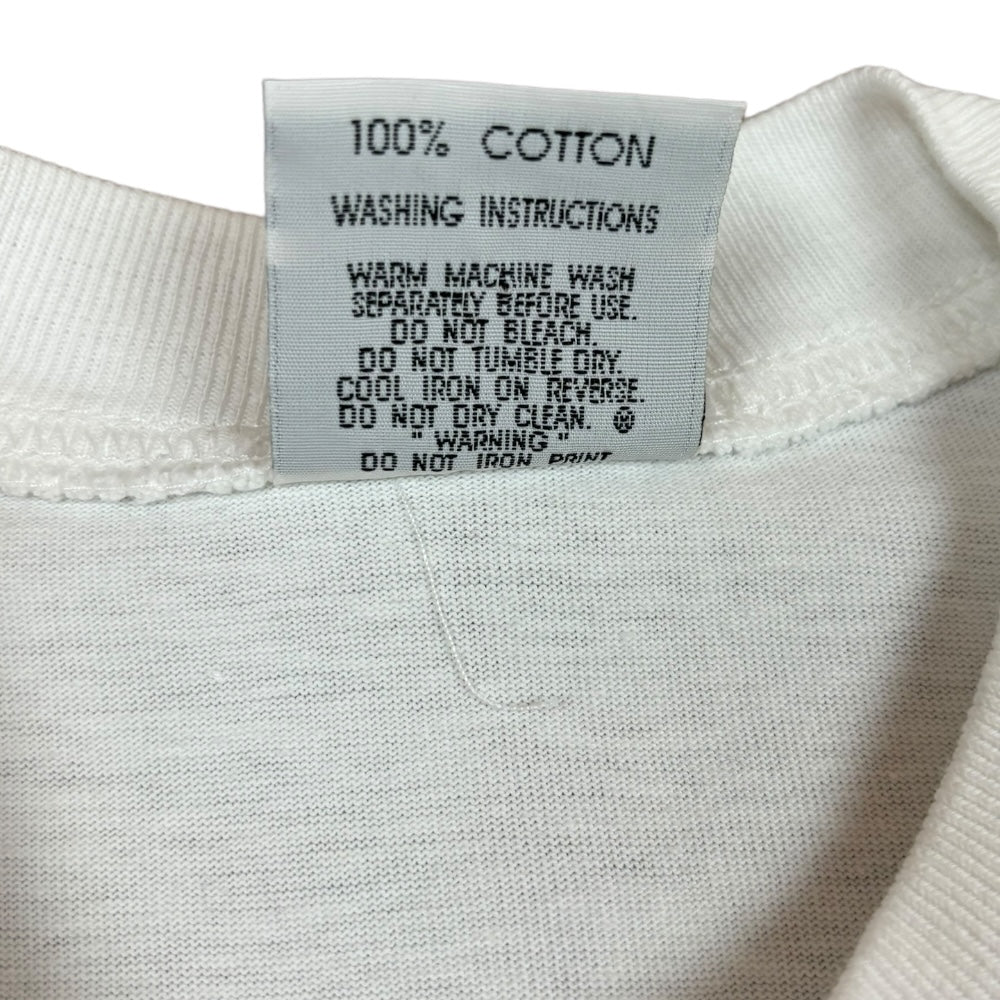 100% COTTON
WASHING INSTRUCTIONS
WARM MACHINE WASH
SEPARATELY BEFORE USE.
DO NOT BLEACH.
DO NOT TUMBLE DRY.
COOL IRON ON REVERSE.
DO NOT DRY CLEAN.
" WARNING "
DO NOT IRON PRINT